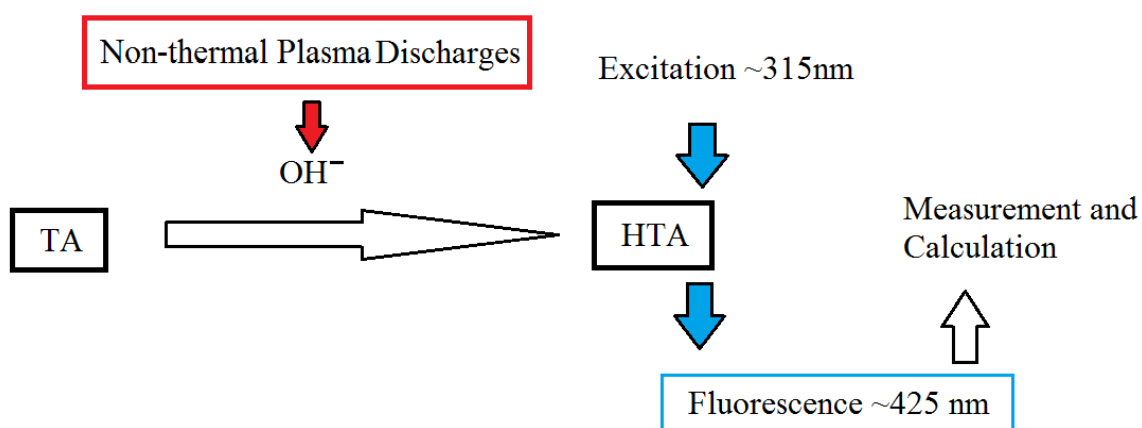 Non-thermal Plasma Discharges
Excitation ~315nm
OH⁻
TA
HTA
Measurement and
Calculation
Fluorescence ~425 nm